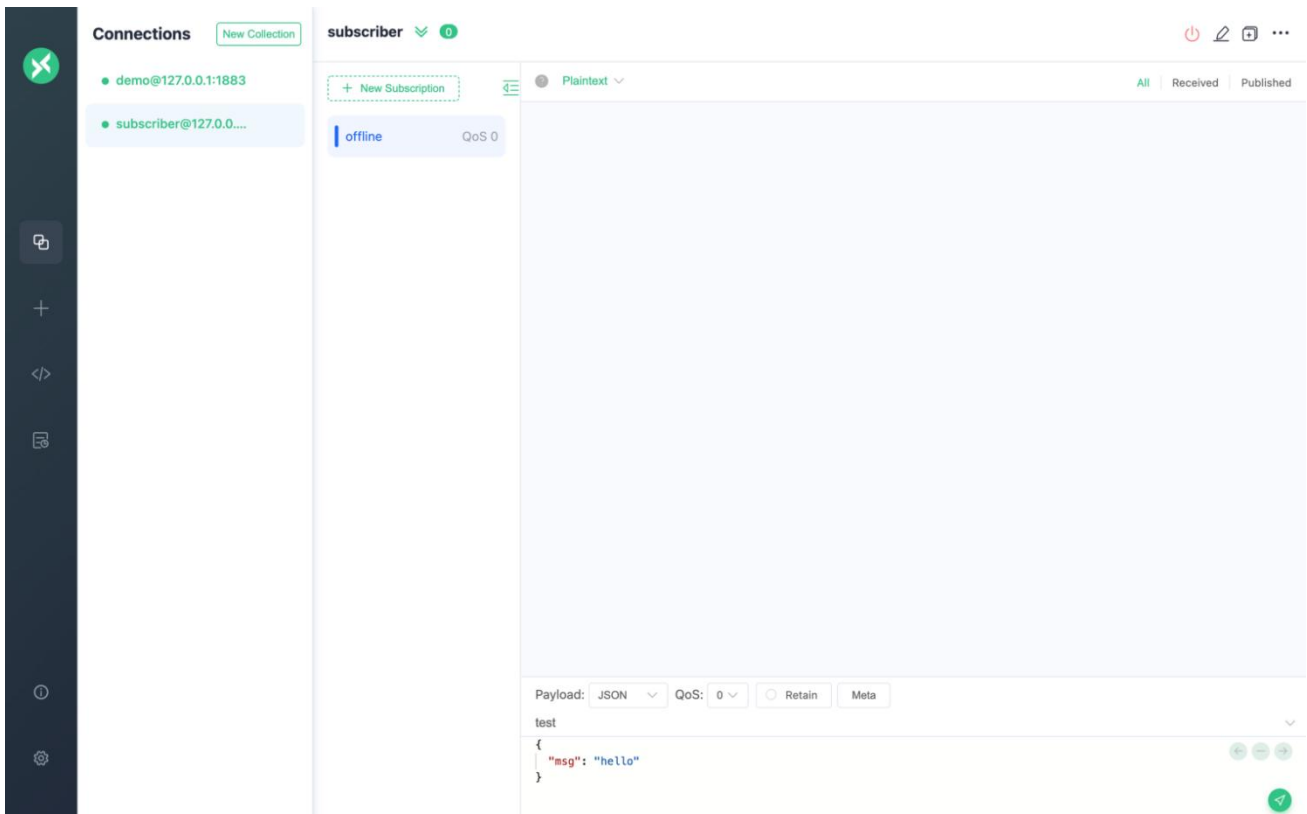 Connections
New Collection
demo@127.0.0.1:1883
subscriber@127.0.0....
subscriber 0
+ New Subscription
offline QoS 0
Plaintext
All Received Published
Payload: JSON QoS: 0 Retain Meta
test
{
"msg": "hello"
}